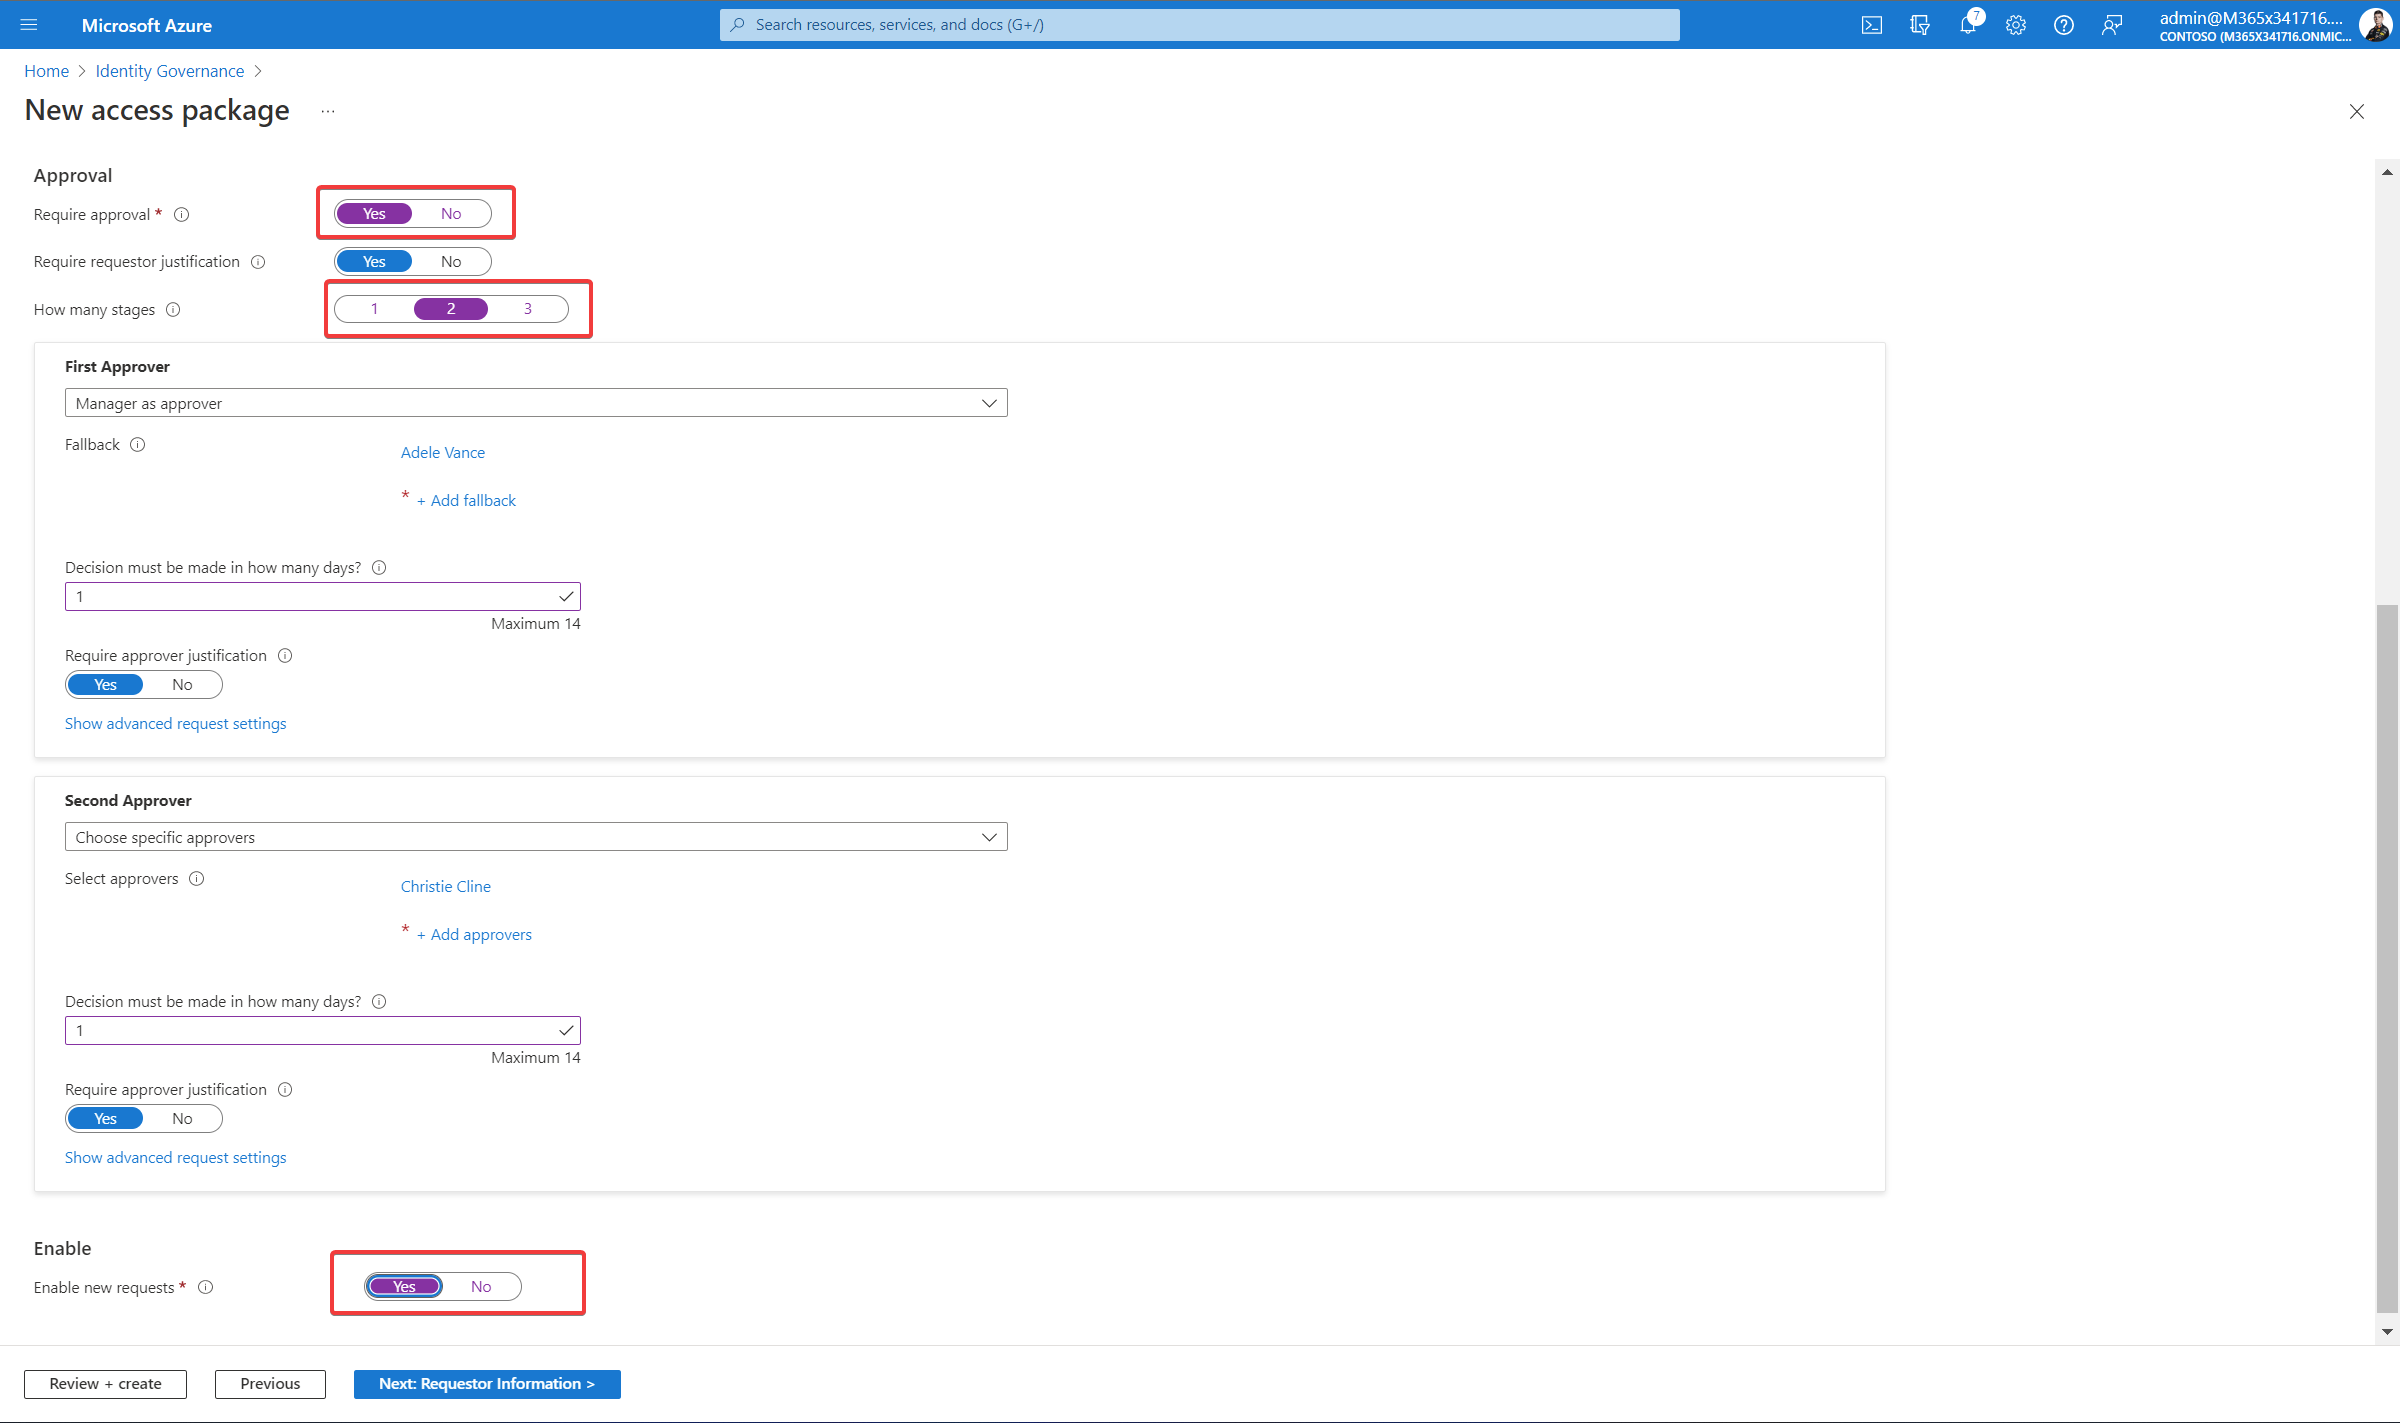 Microsoft Azure
Search resources, services, and docs (G+/)
7
admin@M365x341716....
CONTOSO (M365X341716.ONMIC...
Home > Identity Governance >
New access package ...
Approval
Require approval * Yes No
Require requestor justification Yes No
How many stages 1 2 3
First Approver
Manager as approver
Fallback
Adele Vance
* + Add fallback
Decision must be made in how many days?
1
Maximum 14
Require approver justification
Yes No
Show advanced request settings
Second Approver
Choose specific approvers
Select approvers
Christie Cline
* + Add approvers
Decision must be made in how many days?
1
Maximum 14
Require approver justification
Yes No
Show advanced request settings
Enable
Enable new requests * Yes No
Review + create Previous Next: Requestor Information >